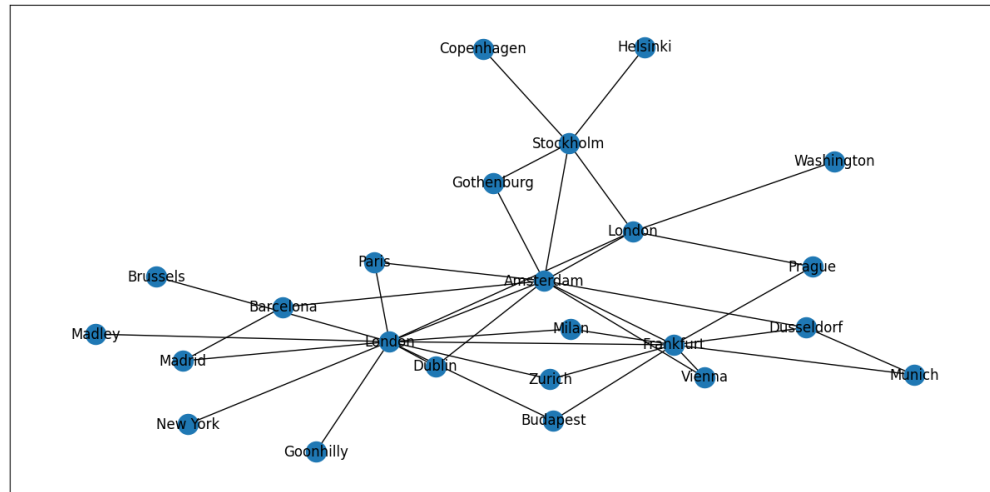 Copenhagen
Helsinki
Stockholm
Washington
Gothenburg
London
Paris
Prague
Brussels
Amsterdam
Barcelona
Milan
Dusseldorf
Madley
London
Frankfurt
Madrid
Dublin
Zurich
Vienna
Munich
New York
Budapest
Goonhilly